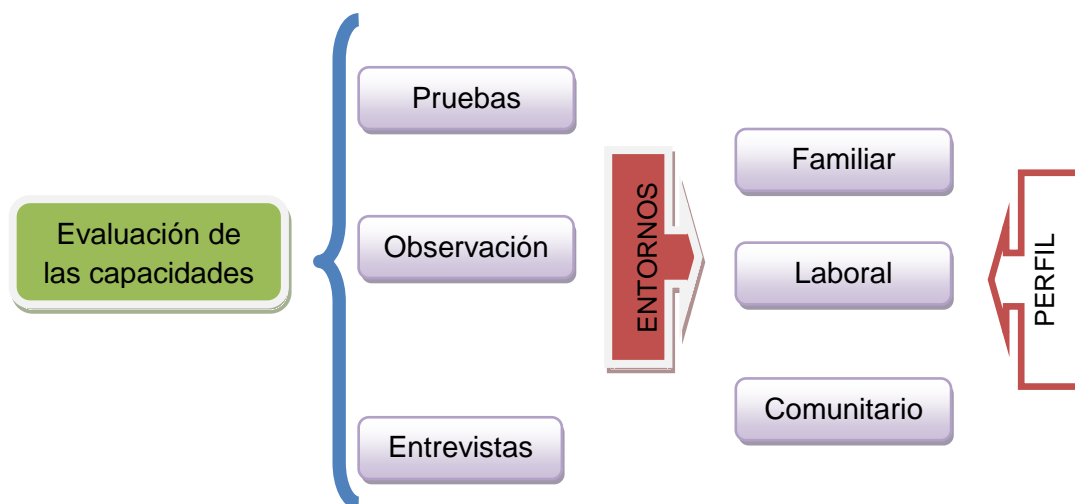 Evaluación de
las capacidades
Pruebas
Observación
Entrevistas
ENTORNOS
Familiar
Laboral
Comunitario
PERFIL